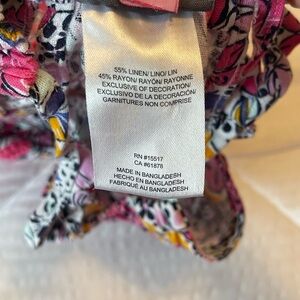 55% LINEN/ LINO/ LIN
45% RAYON/ RAYÓN/ RAYONNE
EXCLUSIVE OF DECORATION/
EXCLUSIVO DE LA DECORACIÓN/
GARNITURES NON COMPRISE
RN #15517
CA #61878
MADE IN BANGLADESH
HECHO EN BANGLADESH
FABRIQUÉ AU BANGLADESH